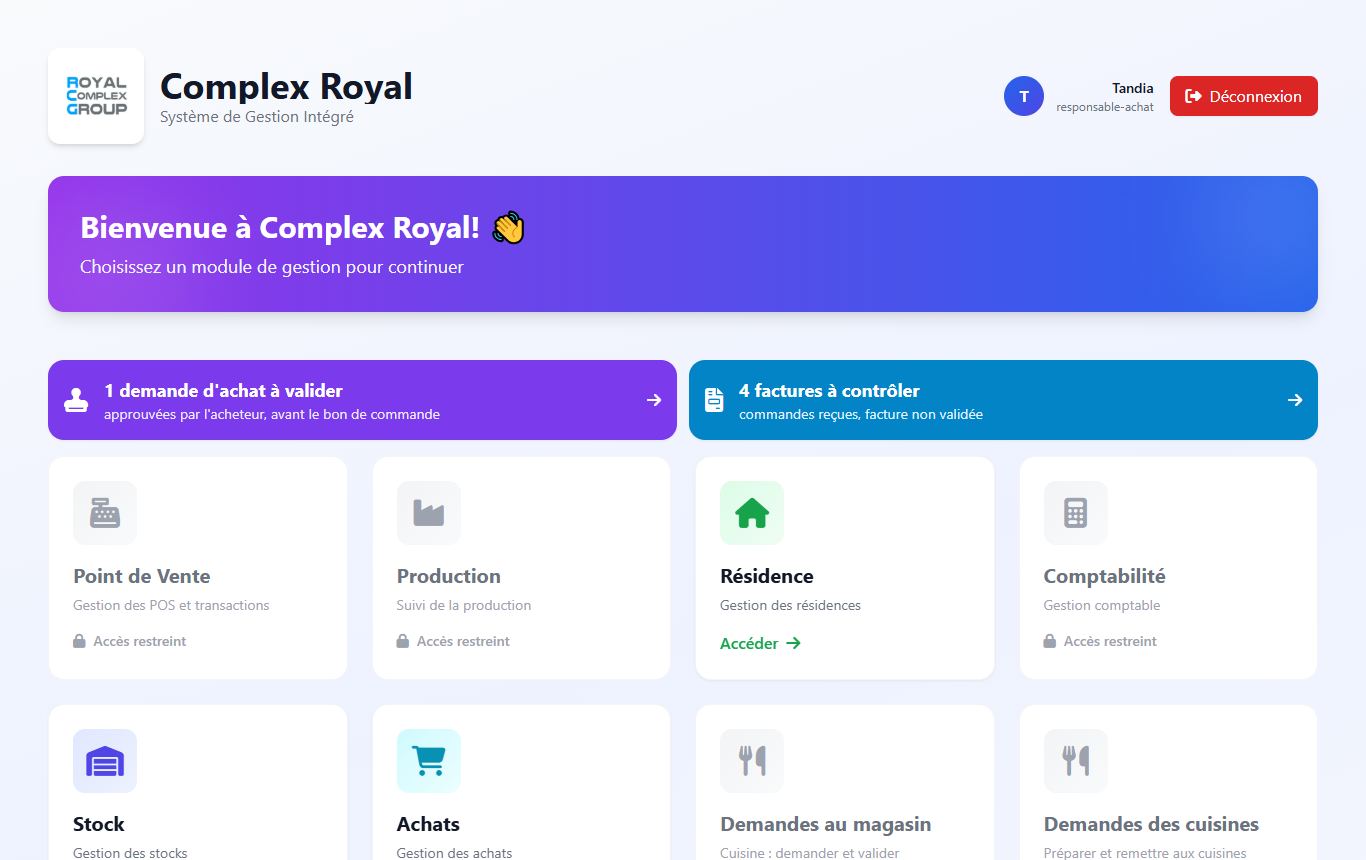 ROYAL
COMPLEX
GROUP
Complex Royal
Système de Gestion Intégré
T
Tandia
responsable-achat
Déconnexion
Bienvenue à Complex Royal! 👋
Choisissez un module de gestion pour continuer
1 demande d'achat à valider
approuvées par l'acheteur, avant le bon de commande
4 factures à contrôler
commandes reçues, facture non validée
Point de Vente
Gestion des POS et transactions
Accès restreint
Production
Suivi de la production
Accès restreint
Résidence
Gestion des résidences
Accéder
Comptabilité
Gestion comptable
Accès restreint
Stock
Gestion des stocks
Achats
Gestion des achats
Demandes au magasin
Cuisine : demander et valider
Demandes des cuisines
Préparer et remettre aux cuisines